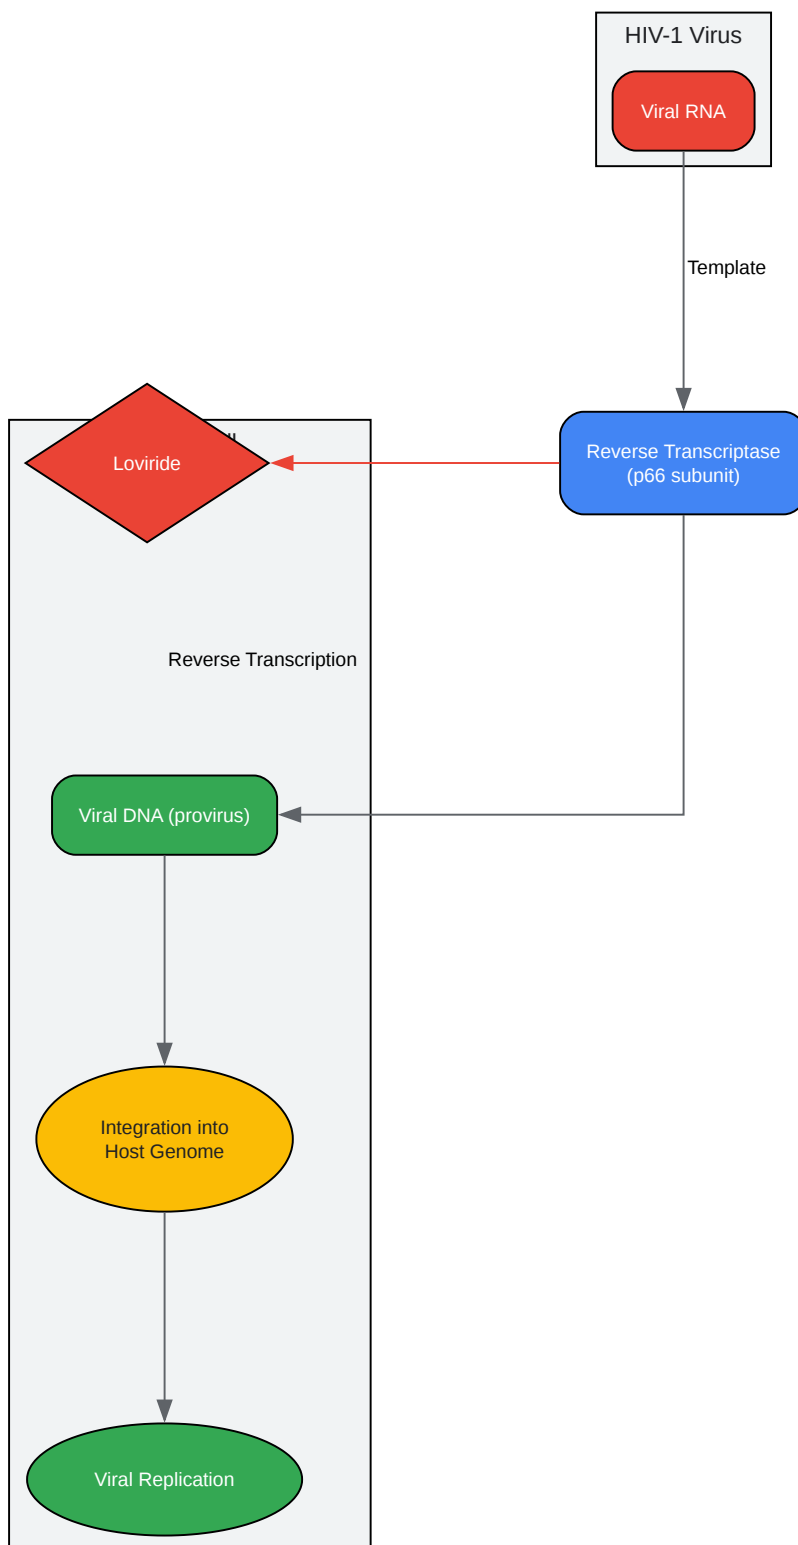 HIV-1 Virus
Viral RNA
Template
Loviride
Reverse Transcriptase
(p66 subunit)
Reverse Transcription
Viral DNA (provirus)
Integration into
Host Genome
Viral Replication